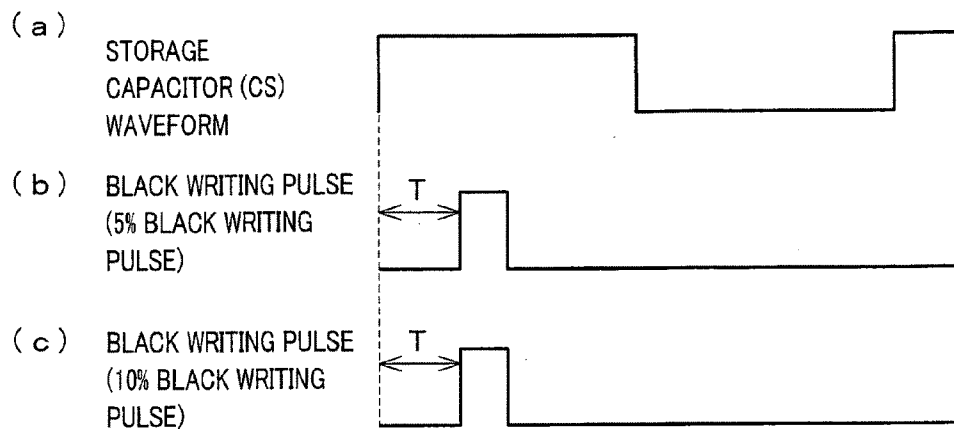 (a)
STORAGE
CAPACITOR (CS)
WAVEFORM
(b) BLACK WRITING PULSE
(5% BLACK WRITING
PULSE)
T
(c) BLACK WRITING PULSE
(10% BLACK WRITING
PULSE)
T